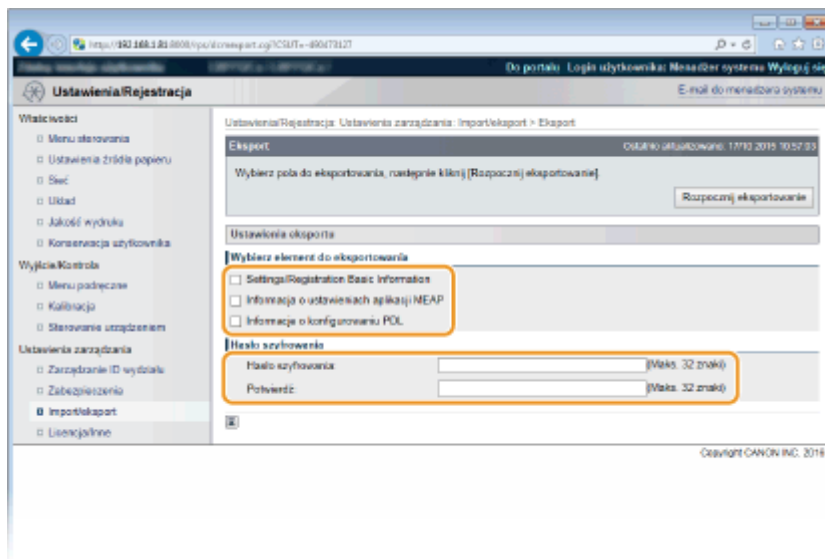 Do portalu Login użytkownika: Menadżer systemu Wyloguj się
Ustawienia/Rejestracja
E-mail do menadżera systemu
Właściwości
Menu sterowania
Ustawienia źródła papieru
Sieć
Układ
Jakość wydruku
Konserwacja użytkownika
Wyjście/Kontrola
Menu podręczne
Kalibracja
Sterowanie urządzeniem
Ustawienia zarządzania
Zarządzanie ID wydziału
Zabezpieczenia
Import/eksport
Licencja/Inne
Ustawienia/Rejestracja: Ustawienia zarządzania: Import/eksport > Eksport
Eksport
Ostatnio aktualizowano: 17/10 2015 10:57:03
Wybierz pola do eksportowania, następnie kliknij [Rozpocznij eksportowanie]
Rozpocznij eksportowanie
Ustawienia eksportu
Wybierz element do eksportowania
Settings/Registration Basic Information
Informacja o ustawieniach aplikacji MEAP
Informacje o konfigurowaniu PDL
Hasło szyfrowania
Hasło szyfrowania: (Maks. 32 znaki)
Potwierdź: (Maks. 32 znaki)
Copyright CANON INC. 2016